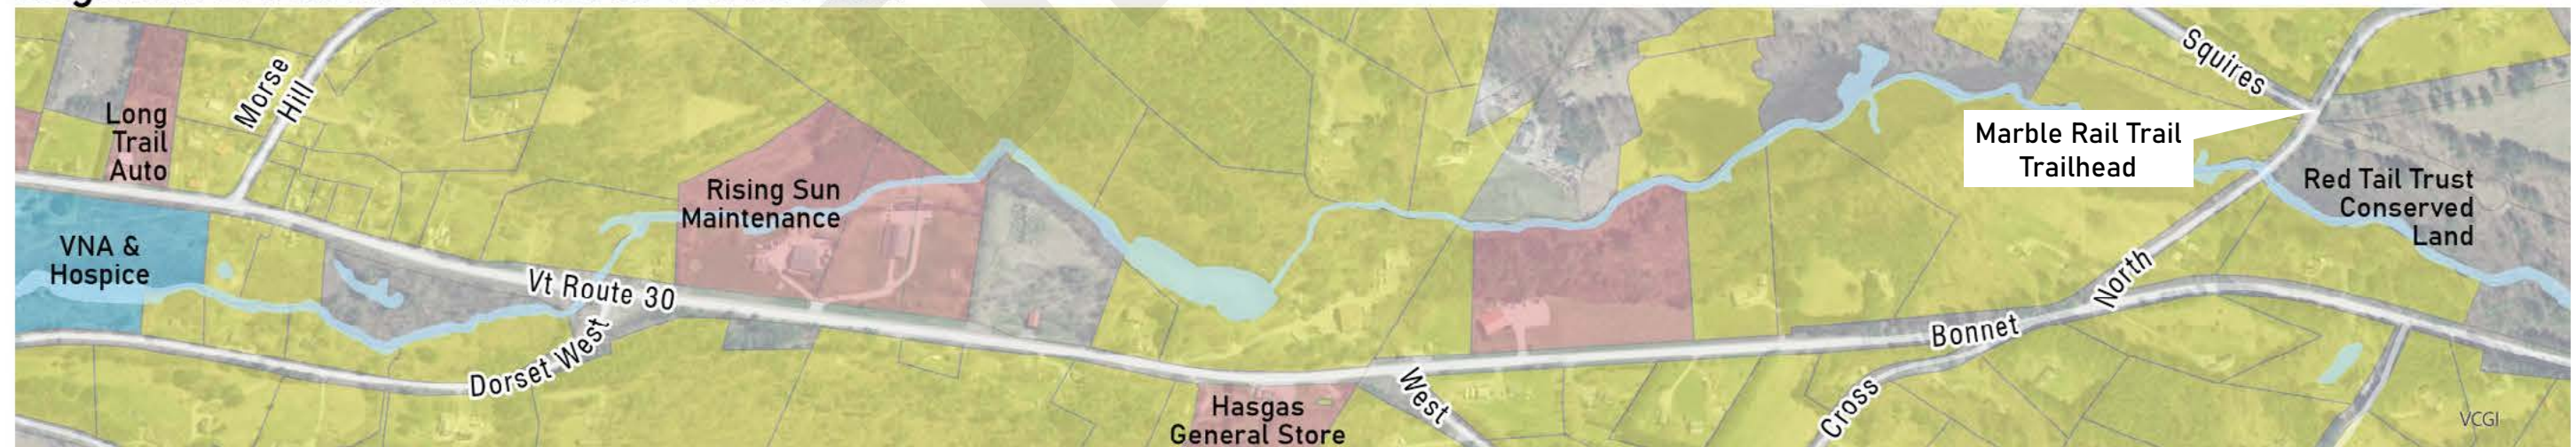 Long
Trail
Auto
Morse
Hill
VNA &
Hospice
Rising Sun
Maintenance
Vt Route 30
Dorset West
Hasgas
General Store
West
Bonnet
Cross
North
Squires
Marble Rail Trail
Trailhead
Red Tail Trust
Conserved
Land
VCGI